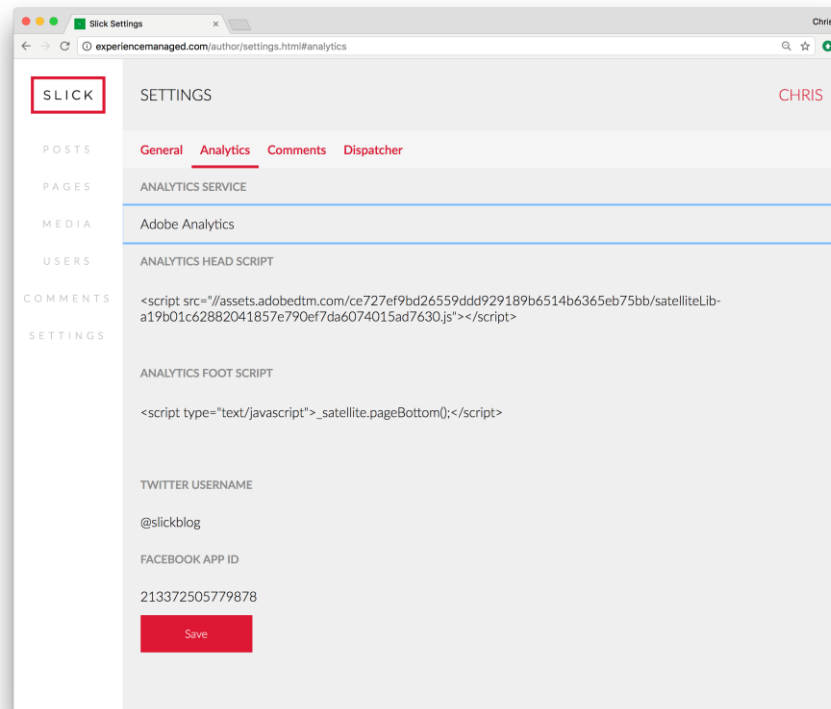 Slick Settings
Chris
experiencemanaged.com/author/settings.html#analytics
SLICK
SETTINGS
CHRIS
POSTS
PAGES
MEDIA
USERS
COMMENTS
SETTINGS
General Analytics Comments Dispatcher
ANALYTICS SERVICE
Adobe Analytics
ANALYTICS HEAD SCRIPT
<script src="//assets.adobedtm.com/ce727ef9bd26559ddd929189b6514b6365eb75bb/satelliteLib-
a19b01c62882041857e790ef7da6074015ad7630.js"></script>
ANALYTICS FOOT SCRIPT
<script type="text/javascript">_satellite.pageBottom();</script>
TWITTER USERNAME
@slickblog
FACEBOOK APP ID
213372505779878
Save